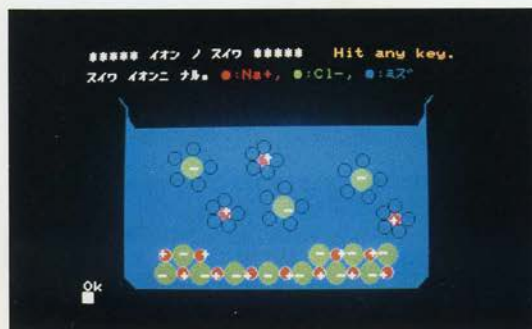 ***** イオン ノ スイワ ***** Hit any key.
スイワ イオンニ ナル。 ●:Na+, ●:Cl-, ●:ミズ
Ok